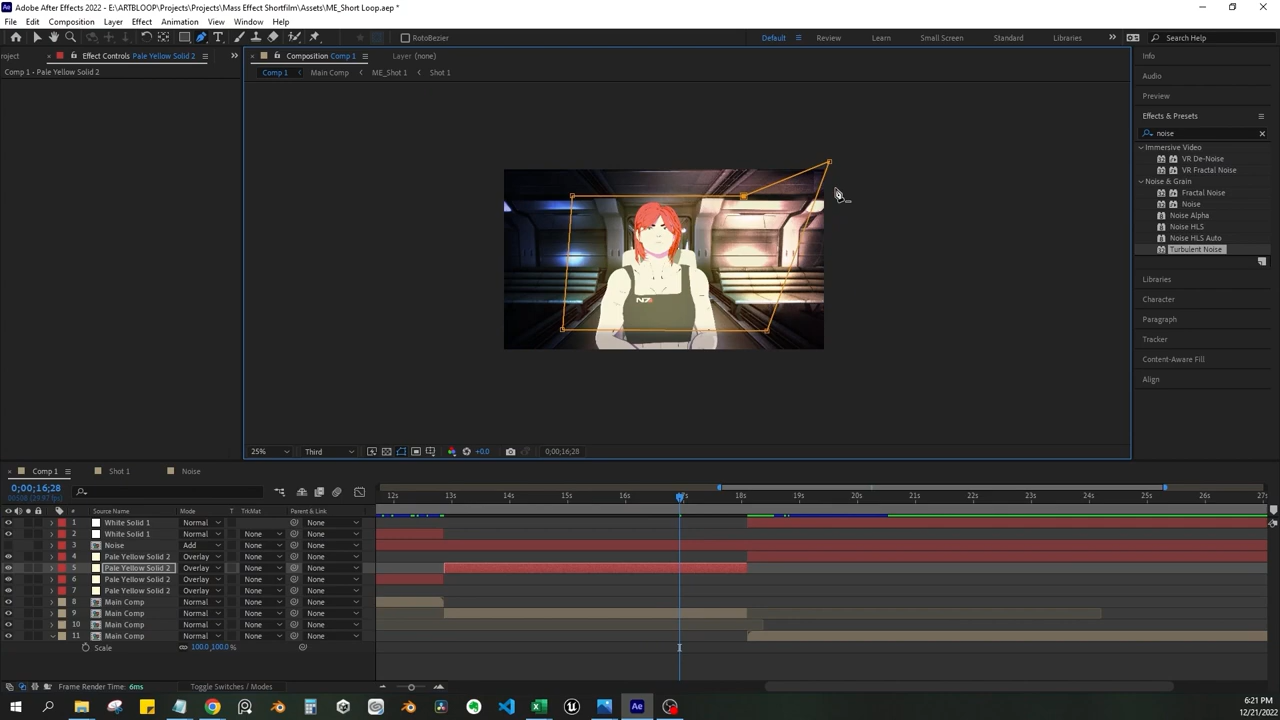 Adobe After Effects 2022 - E:\ARTBLOOP\Projects\Projects\Mass Effect Shortfilm\Assets\ME_Short Loop.aep *
File Edit Composition Layer Effect Animation View Window Help
RotoBezier Default Review Learn Small Screen Standard Libraries Search Help
roject Effect Controls Pale Yellow Solid 2 Composition Comp 1 Layer (none) Info
Comp 1 - Pale Yellow Solid 2 Comp 1 Main Comp ME_Shot 1 Shot 1
Audio
Preview
Effects & Presets
noise
Immersive Video
VR De-Noise
VR Fractal Noise
Noise & Grain
Fractal Noise
Noise
Noise Alpha
Noise HLS
Noise HLS Auto
Turbulent Noise
Libraries
Character
Paragraph
Tracker
Content-Aware Fill
Align
N7
25% Third +0.0 0;00;16;28
Comp 1 Shot 1 Noise
0;00;16;28
12s 13s 14s 15s 16s 17s 18s 19s 20s 21s 22s 23s 24s 25s 26s 27s
# Source Name Mode T TrkMat Parent & Link
1 White Solid 1 Normal None
2 White Solid 1 Normal None None
3 Noise Add None None
4 Pale Yellow Solid 2 Overlay None None
5 Pale Yellow Solid 2 Overlay None None
6 Pale Yellow Solid 2 Overlay None None
7 Pale Yellow Solid 2 Overlay None None
8 Main Comp Normal None None
9 Main Comp Normal None None
10 Main Comp Normal None None
11 Main Comp Normal None None
Scale 100.0,100.0%
Frame Render Time: 6ms Toggle Switches / Modes
6:21 PM
12/21/2022